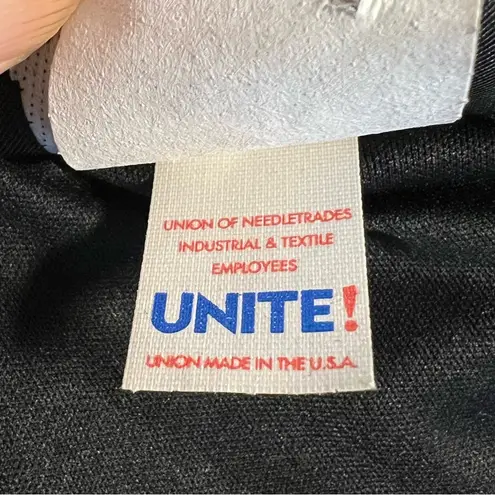 UNION OF NEEDLETRADES
INDUSTRIAL & TEXTILE
EMPLOYEES
UNITE!
UNION MADE IN THE U.S.A.